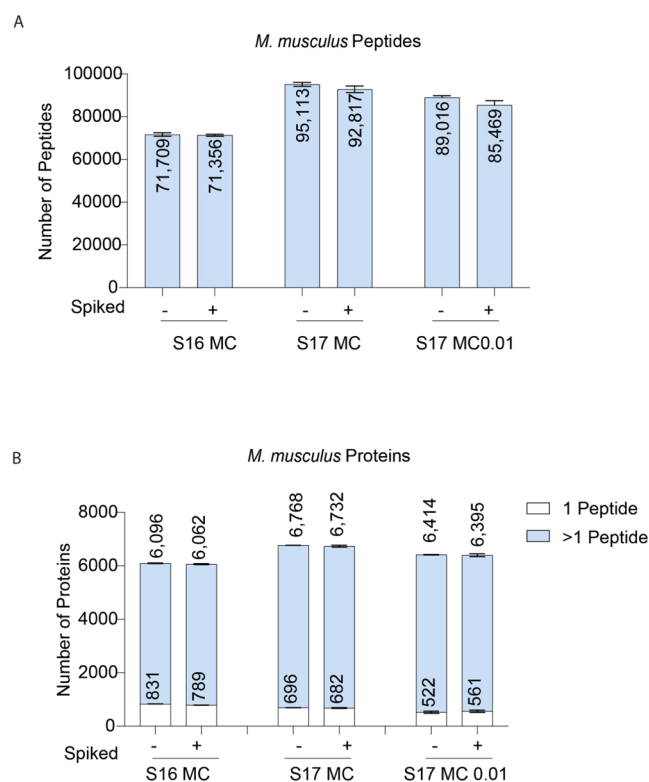 A
M. musculus Peptides
Number of Peptides
100000
80000
60000
40000
20000
0
71,709
71,356
95,113
92,817
89,016
85,469
Spiked - + - + - +
S16 MC S17 MC S17 MC0.01
B
M. musculus Proteins
Number of Proteins
8000
6000
4000
2000
0
6,096
6,062
6,768
6,732
6,414
6,395
831
789
696
682
522
561
1 Peptide
>1 Peptide
Spiked - + - + - +
S16 MC S17 MC S17 MC 0.01